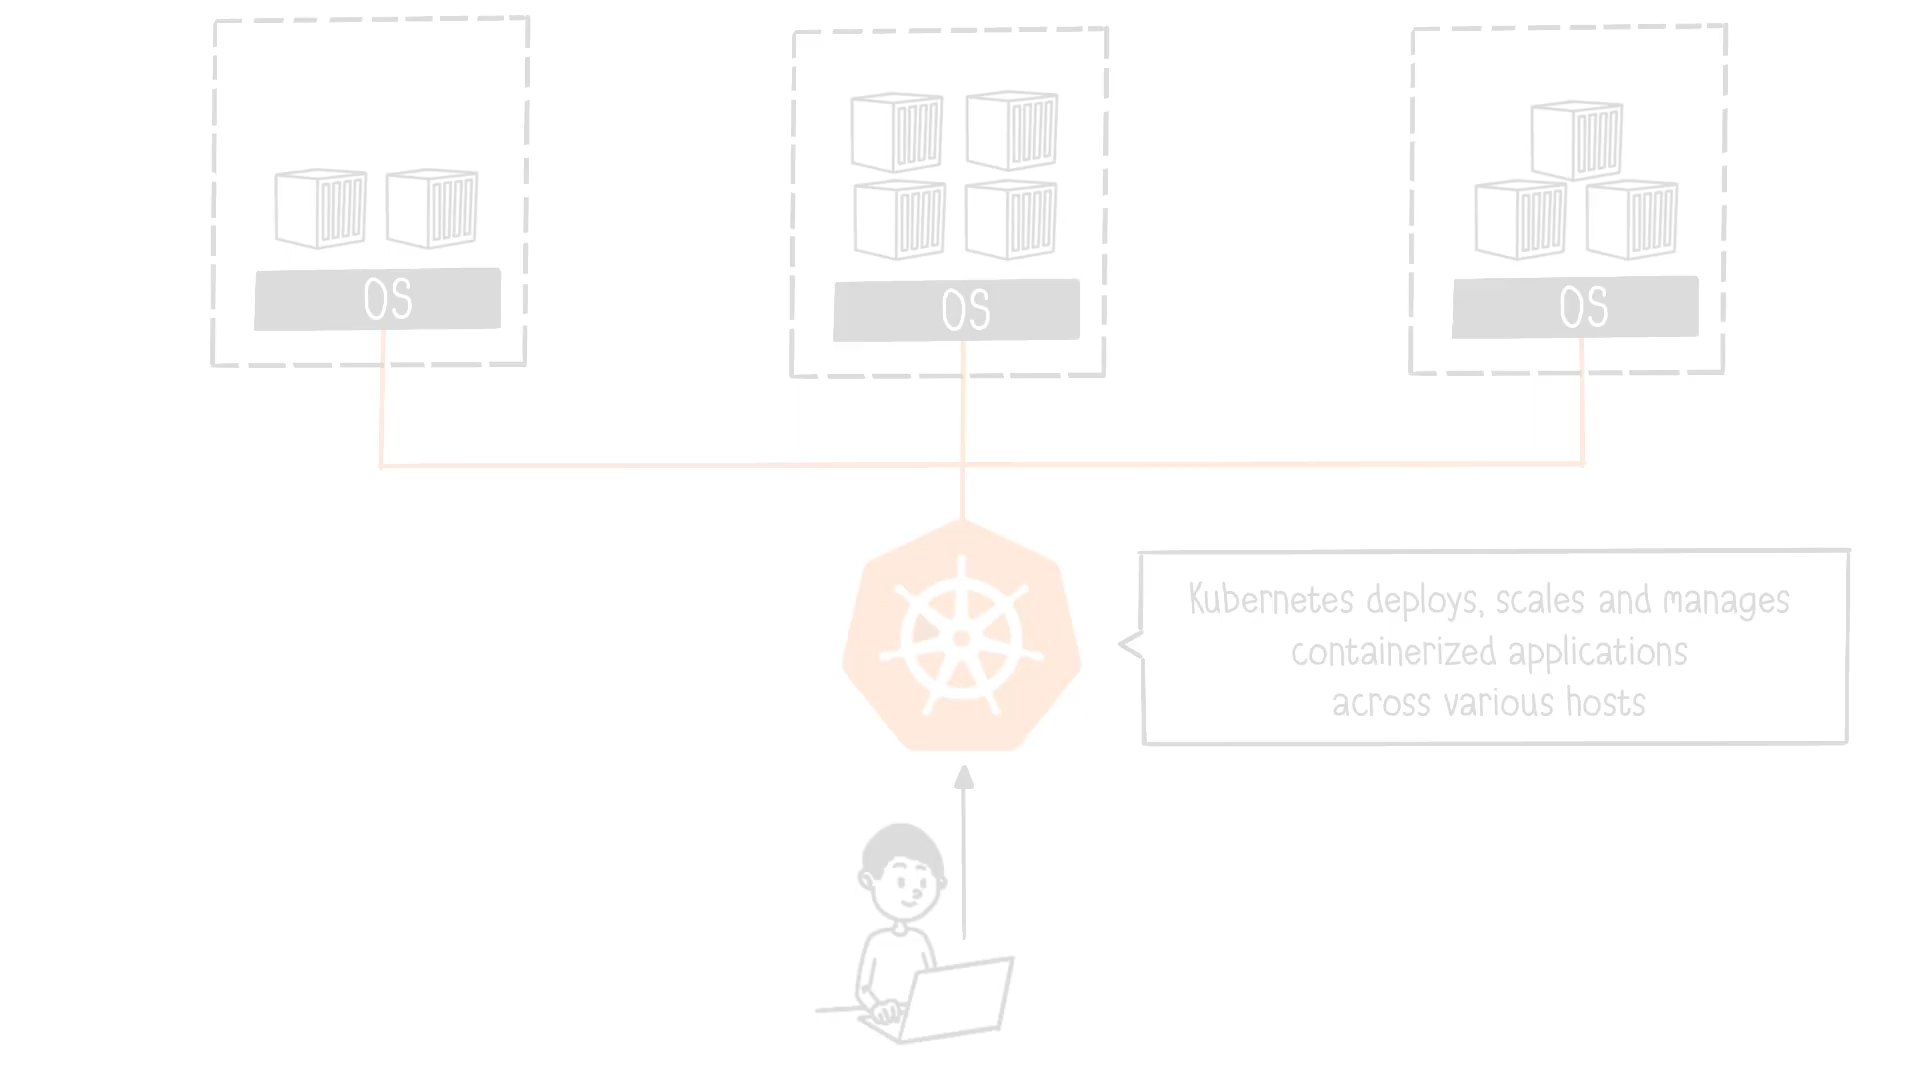 OS
OS
OS
Kubernetes deploys, scales and manages
containerized applications
across various hosts